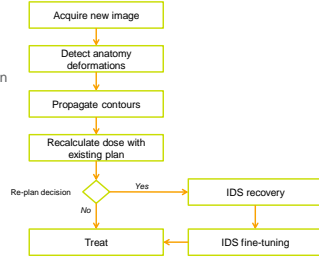 Acquire new image
Detect anatomy
deformations
n
Propagate contours
Recalculate dose with
existing plan
Re-plan decision
Yes
IDS recovery
No
Treat
IDS fine-tuning